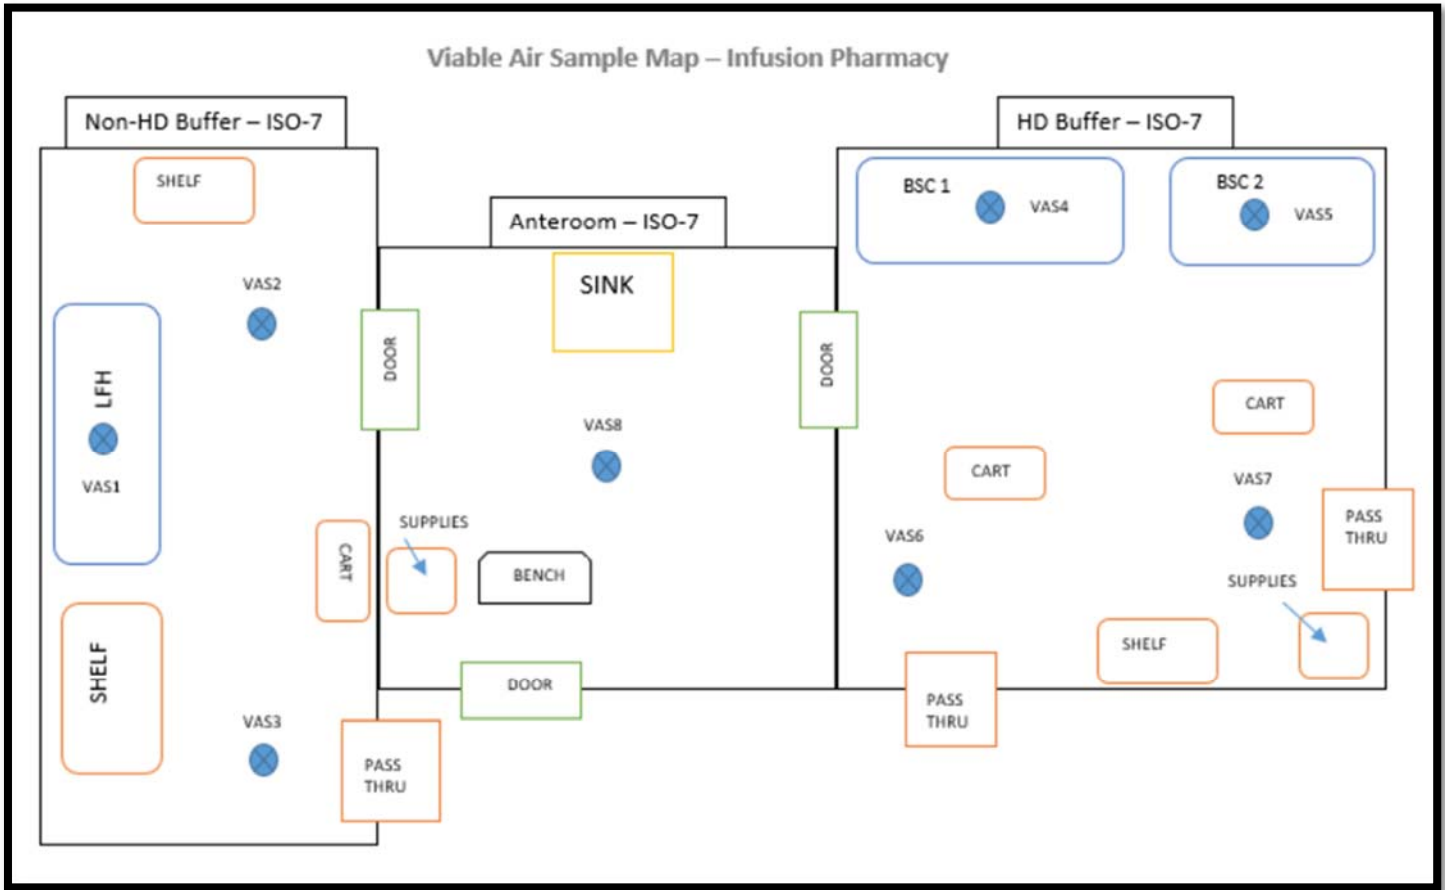 Viable Air Sample Map – Infusion Pharmacy
Non-HD Buffer – ISO-7
SHELF
VAS2
LFH
VAS1
CART
SHELF
VAS3
PASS
THRU
Anteroom – ISO-7
SINK
DOOR
DOOR
VAS8
SUPPLIES
BENCH
DOOR
HD Buffer – ISO-7
BSC 1
VAS4
BSC 2
VAS5
CART
CART
VAS7
PASS
THRU
VAS6
SUPPLIES
SHELF
PASS
THRU